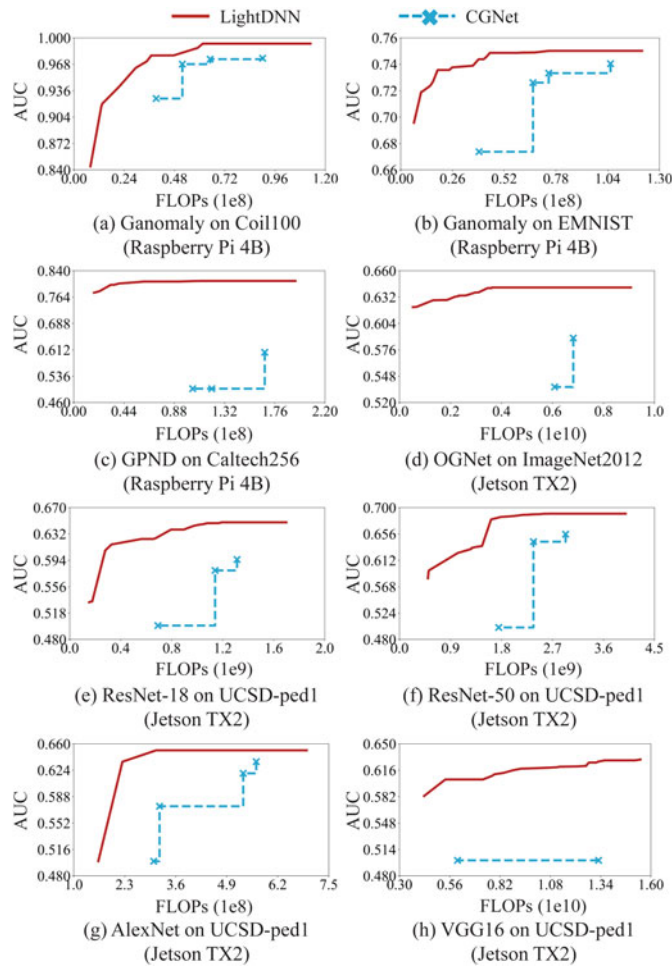 LightDNN CGNet
1.000 0.968 0.936 0.904 0.872 0.840
AUC
0.00 0.24 0.48 0.72 0.96 1.20
FLOPs (1e8)
(a) Ganomaly on Coil100
(Raspberry Pi 4B)
0.76 0.74 0.72 0.70 0.68 0.66
AUC
0.00 0.26 0.52 0.78 1.04 1.30
FLOPs (1e8)
(b) Ganomaly on EMNIST
(Raspberry Pi 4B)
0.840 0.764 0.688 0.612 0.536 0.460
AUC
0.00 0.44 0.88 1.32 1.76 2.20
FLOPs (1e8)
(c) GPND on Caltech256
(Raspberry Pi 4B)
0.660 0.632 0.604 0.576 0.548 0.520
AUC
0.0 0.2 0.4 0.6 0.8 1.0
FLOPs (1e10)
(d) OGNet on ImageNet2012
(Jetson TX2)
0.670 0.632 0.594 0.556 0.518 0.480
AUC
0.0 0.4 0.8 1.2 1.6 2.0
FLOPs (1e9)
(e) ResNet-18 on UCSD-ped1
(Jetson TX2)
0.700 0.656 0.612 0.568 0.524 0.480
AUC
0.0 0.9 1.8 2.7 3.6 4.5
FLOPs (1e9)
(f) ResNet-50 on UCSD-ped1
(Jetson TX2)
0.660 0.624 0.588 0.552 0.516 0.480
AUC
1.0 2.3 3.6 4.9 6.2 7.5
FLOPs (1e8)
(g) AlexNet on UCSD-ped1
(Jetson TX2)
0.650 0.616 0.582 0.548 0.514 0.480
AUC
0.30 0.56 0.82 1.08 1.34 1.60
FLOPs (1e10)
(h) VGG16 on UCSD-ped1
(Jetson TX2)